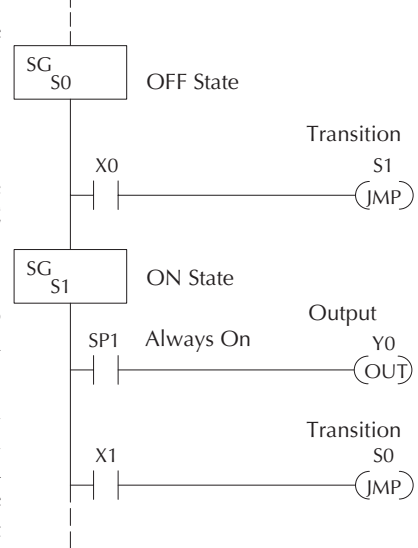 SG
S0
OFF State
Transition
X0
S1
JMP
SG
S1
ON State
Output
SP1
Always On
Y0
OUT
Transition
X1
S0
JMP